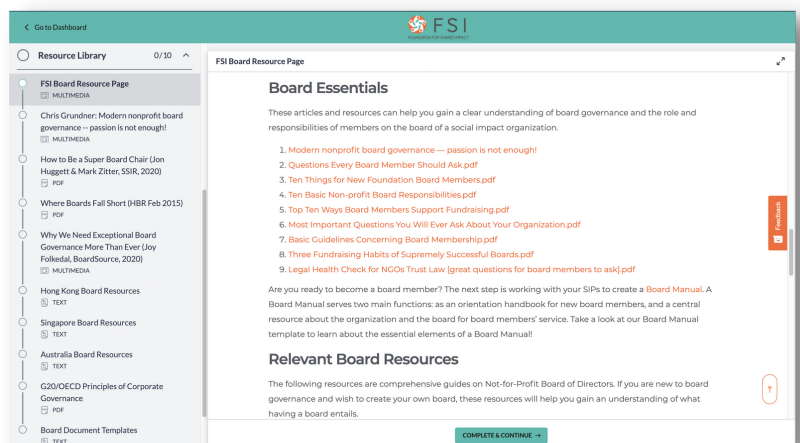 Go to Dashboard
FSI
FOUNDATION FOR BOARD IMPACT
Resource Library 0/10
FSI Board Resource Page
MULTIMEDIA
Chris Grundner: Modern nonprofit board
governance -- passion is not enough!
MULTIMEDIA
How to Be a Super Board Chair (Jon
Huggett & Mark Zitter, SSIR, 2020)
PDF
Where Boards Fall Short (HBR Feb 2015)
PDF
Why We Need Exceptional Board
Governance More Than Ever (Joy
Folkedal, BoardSource, 2020)
MULTIMEDIA
Hong Kong Board Resources
TEXT
Singapore Board Resources
TEXT
Australia Board Resources
TEXT
G20/OECD Principles of Corporate
Governance
PDF
Board Document Templates
TEXT
FSI Board Resource Page
Board Essentials
These articles and resources can help you gain a clear understanding of board governance and the role and
responsibilities of members on the board of a social impact organization.
1. Modern nonprofit board governance — passion is not enough!
2. Questions Every Board Member Should Ask.pdf
3. Ten Things for New Foundation Board Members.pdf
4. Ten Basic Non-profit Board Responsibilities.pdf
5. Top Ten Ways Board Members Support Fundraising.pdf
6. Most Important Questions You Will Ever Ask About Your Organization.pdf
7. Basic Guidelines Concerning Board Membership.pdf
8. Three Fundraising Habits of Supremely Successful Boards.pdf
9. Legal Health Check for NGOs Trust Law [great questions for board members to ask].pdf
Are you ready to become a board member? The next step is working with your SIPs to create a Board Manual. A
Board Manual serves two main functions: as an orientation handbook for new board members, and a central
resource about the organization and the board for board members' service. Take a look at our Board Manual
template to learn about the essential elements of a Board Manual!
Relevant Board Resources
The following resources are comprehensive guides on Not-for-Profit Board of Directors. If you are new to board
governance and wish to create your own board, these resources will help you gain an understanding of what
having a board entails.
COMPLETE & CONTINUE →
Feedback